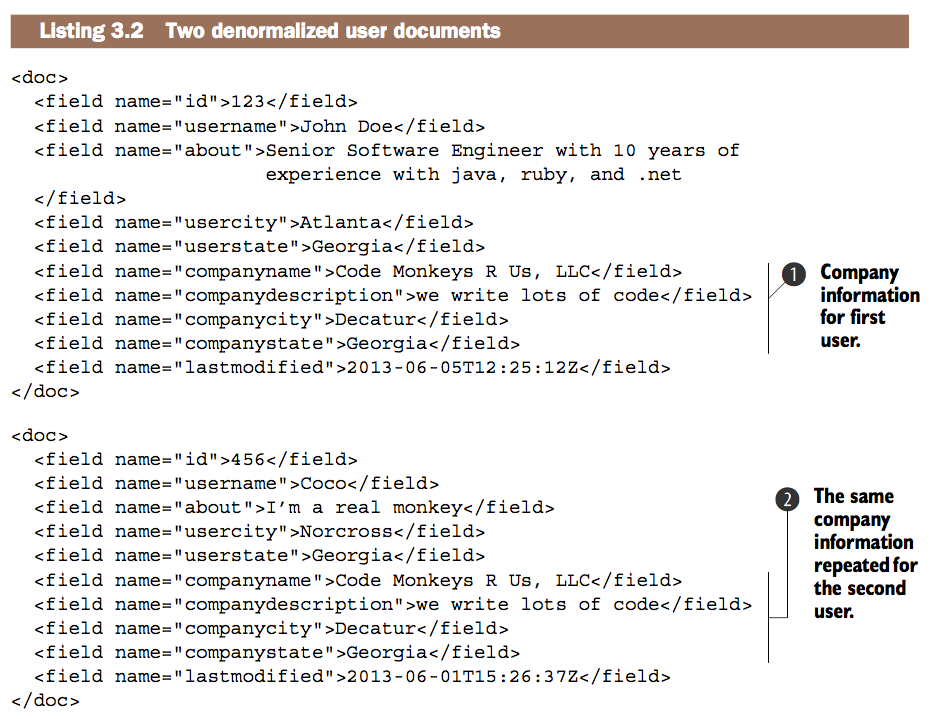 Listing 3.2 Two denormalized user documents
<doc>
<field name="id">123</field>
<field name="username">John Doe</field>
<field name="about">Senior Software Engineer with 10 years of
experience with java, ruby, and .net
</field>
<field name="usercity">Atlanta</field>
<field name="userstate">Georgia</field>
<field name="companyname">Code Monkeys R Us, LLC</field>
<field name="companydescription">we write lots of code</field>
<field name="companycity">Decatur</field>
<field name="companystate">Georgia</field>
<field name="lastmodified">2013-06-05T12:25:12Z</field>
</doc>
1 Company
information
for first
user.
<doc>
<field name="id">456</field>
<field name="username">Coco</field>
<field name="about">I’m a real monkey</field>
<field name="usercity">Norcross</field>
<field name="userstate">Georgia</field>
<field name="companyname">Code Monkeys R Us, LLC</field>
<field name="companydescription">we write lots of code</field>
<field name="companycity">Decatur</field>
<field name="companystate">Georgia</field>
<field name="lastmodified">2013-06-01T15:26:37Z</field>
</doc>
2 The same
company
information
repeated for
the second
user.